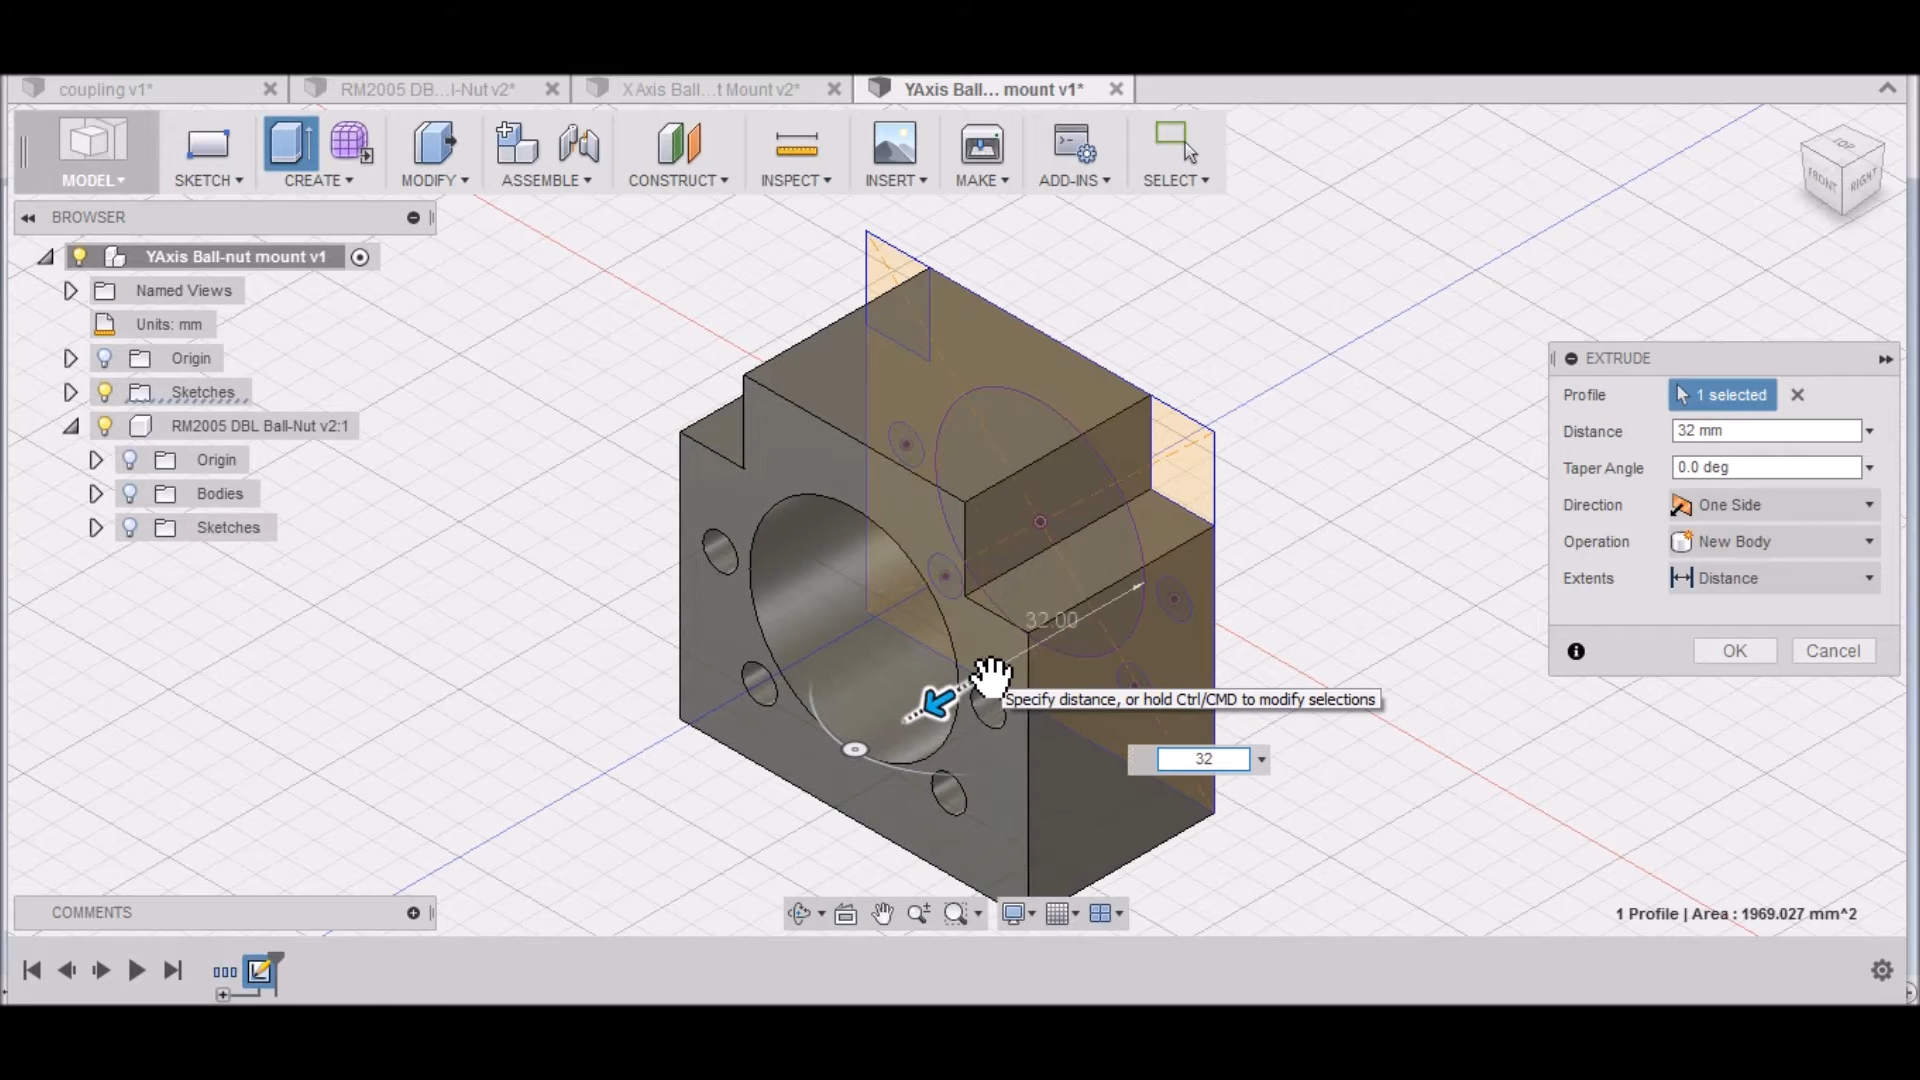 coupling v1*
RM2005 DB...l-Nut v2*
XAxis Ball...t Mount v2*
YAxis Ball... mount v1*
MODEL
SKETCH
CREATE
MODIFY
ASSEMBLE
CONSTRUCT
INSPECT
INSERT
MAKE
ADD-INS
SELECT
TOP
FRONT
RIGHT
BROWSER
YAxis Ball-nut mount v1
Named Views
Units: mm
Origin
Sketches
RM2005 DBL Ball-Nut v2:1
Origin
Bodies
Sketches
EXTRUDE
Profile 1 selected
Distance 32 mm
Taper Angle 0.0 deg
Direction One Side
Operation New Body
Extents Distance
OK Cancel
32.00
Specify distance, or hold Ctrl/CMD to modify selections
32
COMMENTS
1 Profile | Area : 1969.027 mm^2